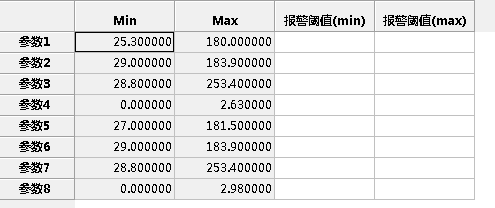 Min Max 报警阈值(min) 报警阈值(max)
参数1 25.300000 180.000000
参数2 29.000000 183.900000
参数3 28.800000 253.400000
参数4 0.000000 2.630000
参数5 27.000000 181.500000
参数6 29.000000 183.900000
参数7 28.800000 253.400000
参数8 0.000000 2.980000